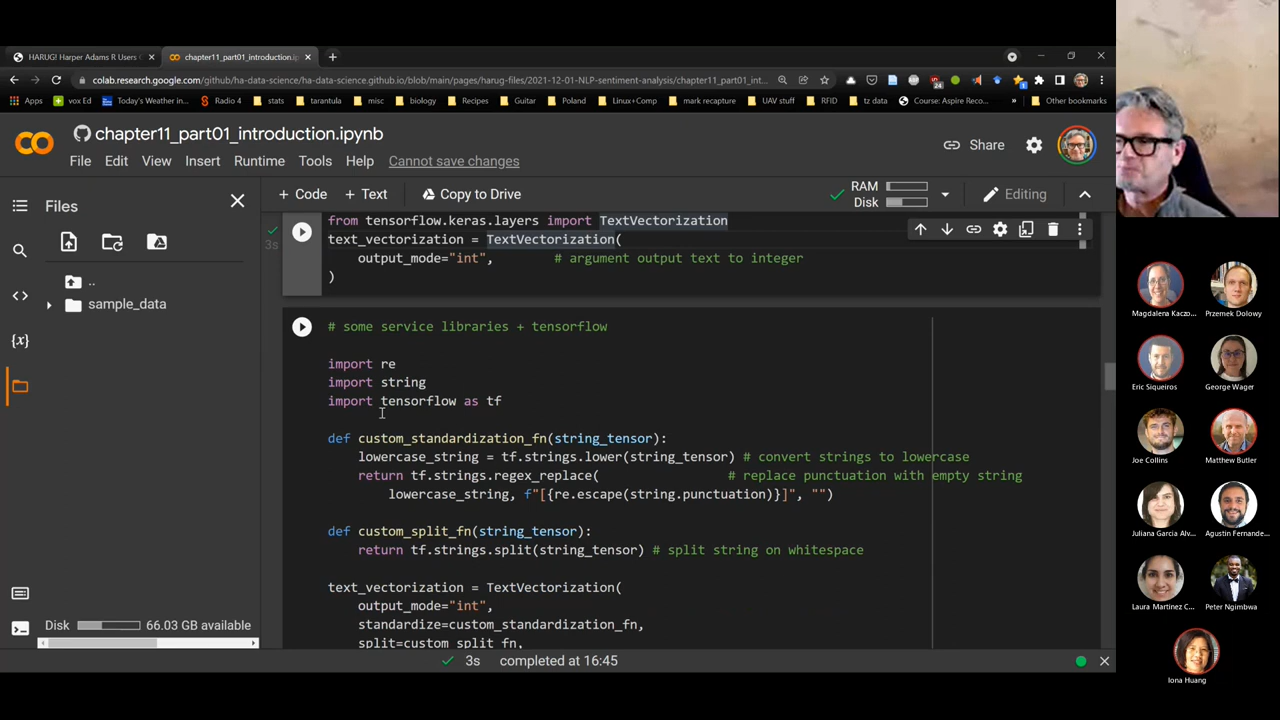 HARUG! Harper Adams R Users
chapter11_part01_introduction.ip
colab.research.google.com/github/ha-data-science/ha-data-science.github.io/blob/main/pages/harug-files/2021-12-01-NLP-sentiment-analysis/chapter11_part01_int...
Apps vox Ed Today's Weather in... Radio 4 stats tarantula misc biology Recipes Guitar Poland Linux+Comp mark recapture UAV stuff RFID tz data Course: Aspire Reco... » Other bookmarks
chapter11_part01_introduction.ipynb
File Edit View Insert Runtime Tools Help Cannot save changes
Share
+ Code + Text Copy to Drive
RAM
Disk
Editing
Files
..
sample_data
{x}
Disk 66.03 GB available
3s
from tensorflow.keras.layers import TextVectorization
text_vectorization = TextVectorization(
output_mode="int", # argument output text to integer
)
# some service libraries + tensorflow
import re
import string
import tensorflow as tf
def custom_standardization_fn(string_tensor):
lowercase_string = tf.strings.lower(string_tensor) # convert strings to lowercase
return tf.strings.regex_replace( # replace punctuation with empty string
lowercase_string, f"[{re.escape(string.punctuation)}]", "")
def custom_split_fn(string_tensor):
return tf.strings.split(string_tensor) # split string on whitespace
text_vectorization = TextVectorization(
output_mode="int",
standardize=custom_standardization_fn,
split=custom_split_fn,
3s completed at 16:45
Magdalena Kaczo...
Przemek Dolowy
Eric Siqueiros
George Wager
Joe Collins
Matthew Butler
Juliana Garcia Alv...
Agustin Fernande...
Laura Martinez C...
Peter Ngimbwa
Iona Huang